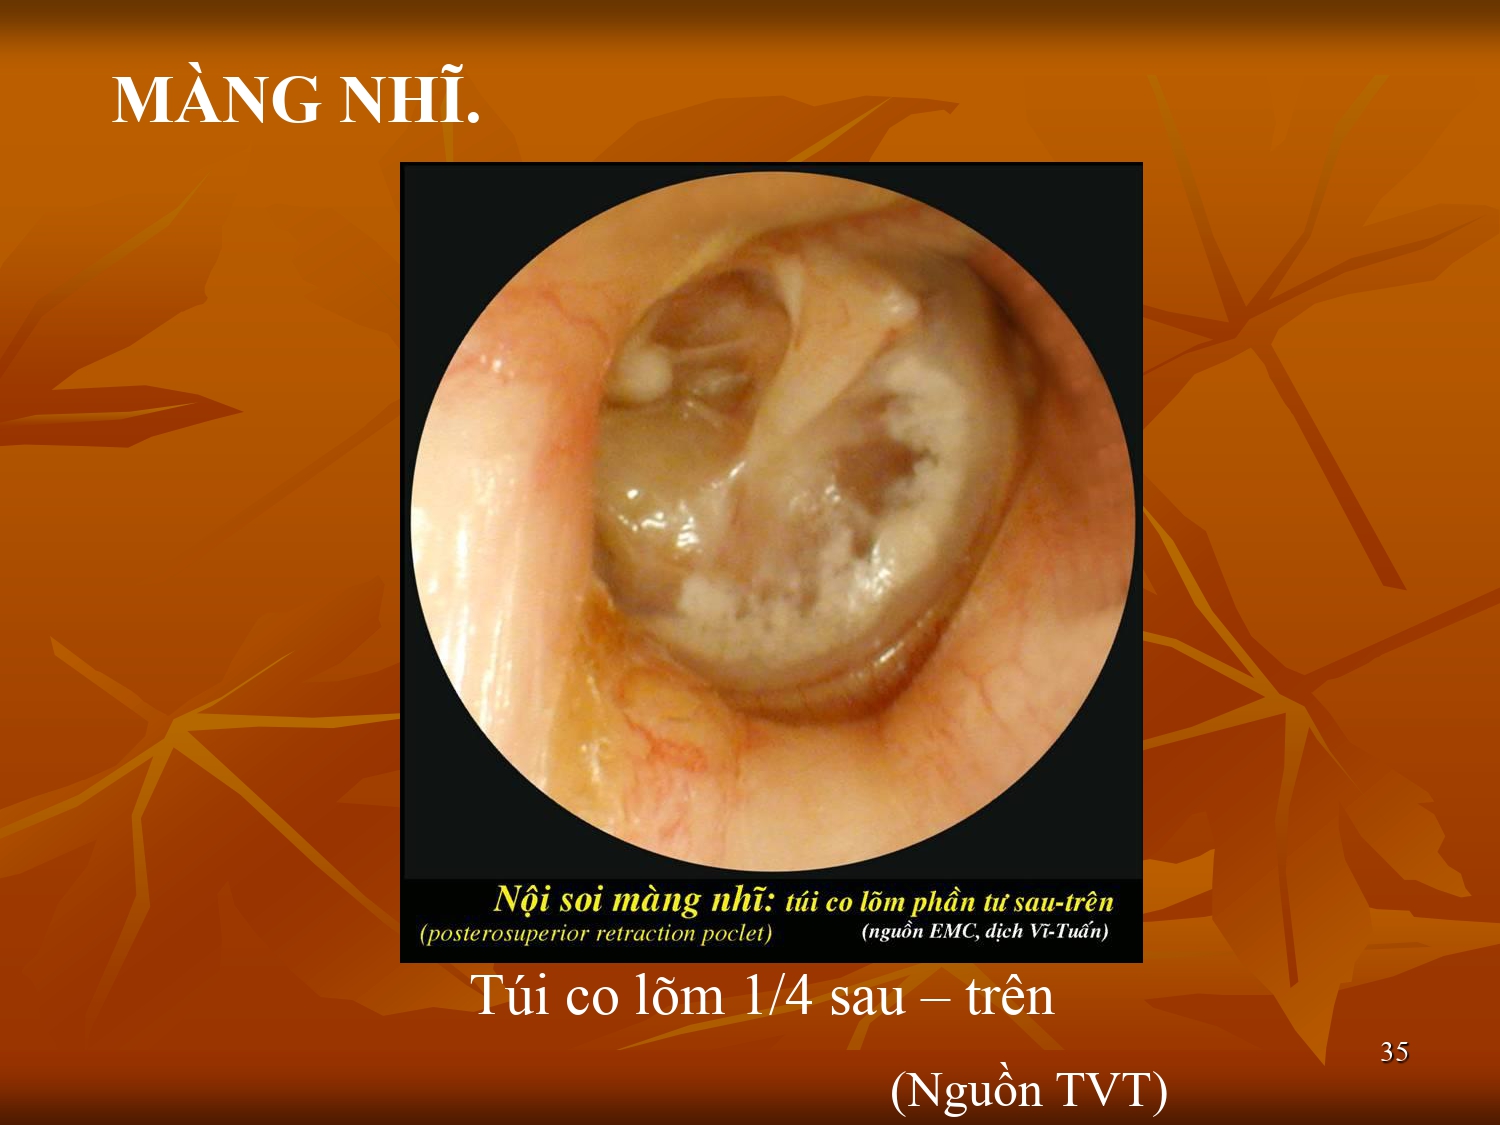 MÀNG NHĨ.
Nội soi màng nhĩ: túi co lõm phần tư sau-trên
(posterosuperior retraction poclet) (nguồn EMC, dịch Vĩ-Tuấn)
Túi co lõm 1/4 sau – trên
35
(Nguồn TVT)